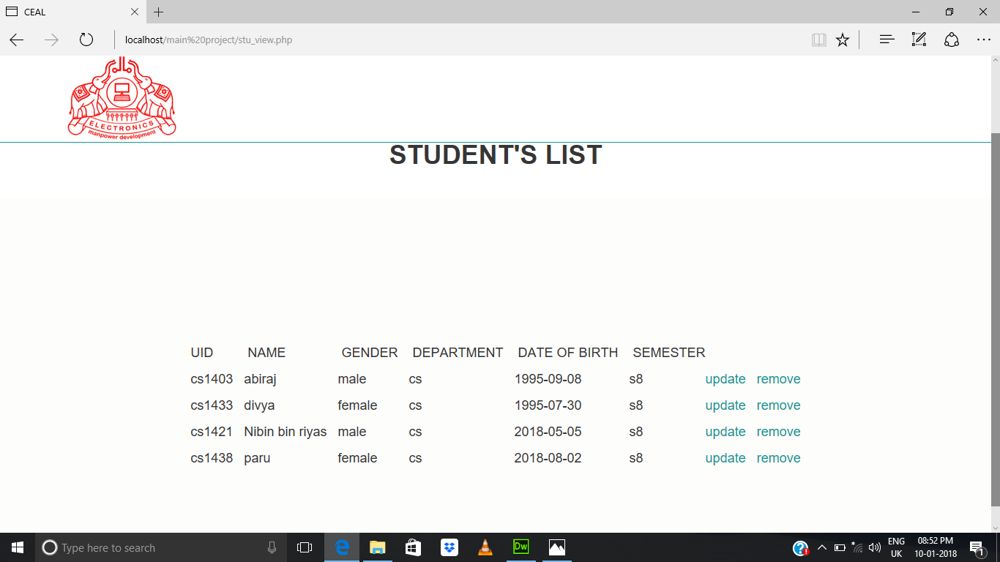 CEAL
localhost/main%20project/stu_view.php
ELECTRONICS
manpower development
STUDENT'S LIST
UID NAME GENDER DEPARTMENT DATE OF BIRTH SEMESTER
cs1403 abiraj male cs 1995-09-08 s8 update remove
cs1433 divya female cs 1995-07-30 s8 update remove
cs1421 Nibin bin riyas male cs 2018-05-05 s8 update remove
cs1438 paru female cs 2018-08-02 s8 update remove
Type here to search
Dw
ENG 08:52 PM
UK 10-01-2018
1